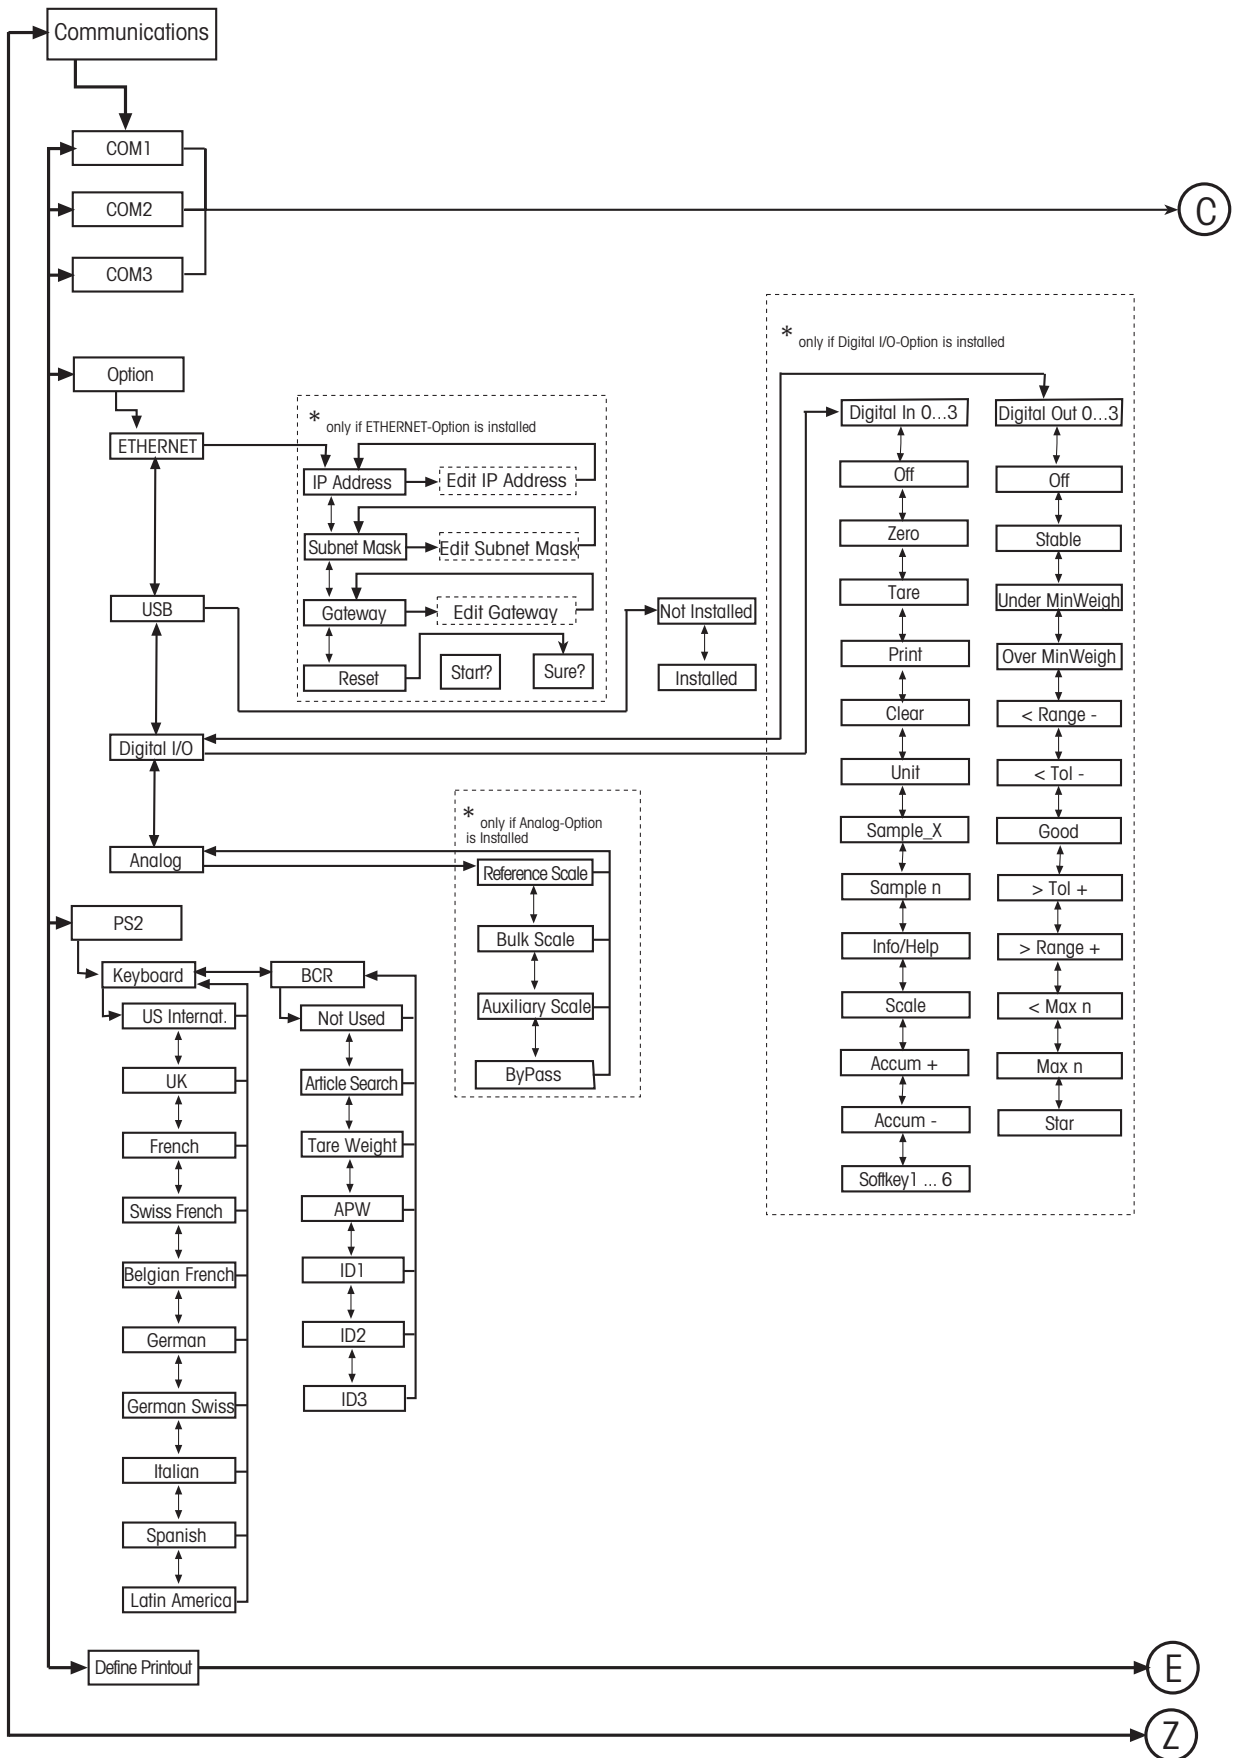 Communications
COM1
COM2
C
COM3
* only if Digital I/O-Option is installed
Option
ETHERNET
* only if ETHERNET-Option is installed
IP Address
Edit IP Address
Subnet Mask
Edit Subnet Mask
Gateway
Edit Gateway
Reset
Start?
Sure?
USB
Not Installed
Installed
Digital I/O
Digital In 0...3
Off
Zero
Tare
Print
Clear
Unit
Sample_X
Sample n
Info/Help
Scale
Accum +
Accum -
Softkey1 ... 6
Digital Out 0...3
Off
Stable
Under MinWeigh
Over MinWeigh
< Range -
< Tol -
Good
> Tol +
> Range +
< Max n
Max n
Star
Analog
* only if Analog-Option
is Installed
Reference Scale
Bulk Scale
Auxiliary Scale
ByPass
PS2
Keyboard
US Internat.
UK
French
Swiss French
Belgian French
German
German Swiss
Italian
Spanish
Latin America
BCR
Not Used
Article Search
Tare Weight
APW
ID1
ID2
ID3
Define Printout
E
Z